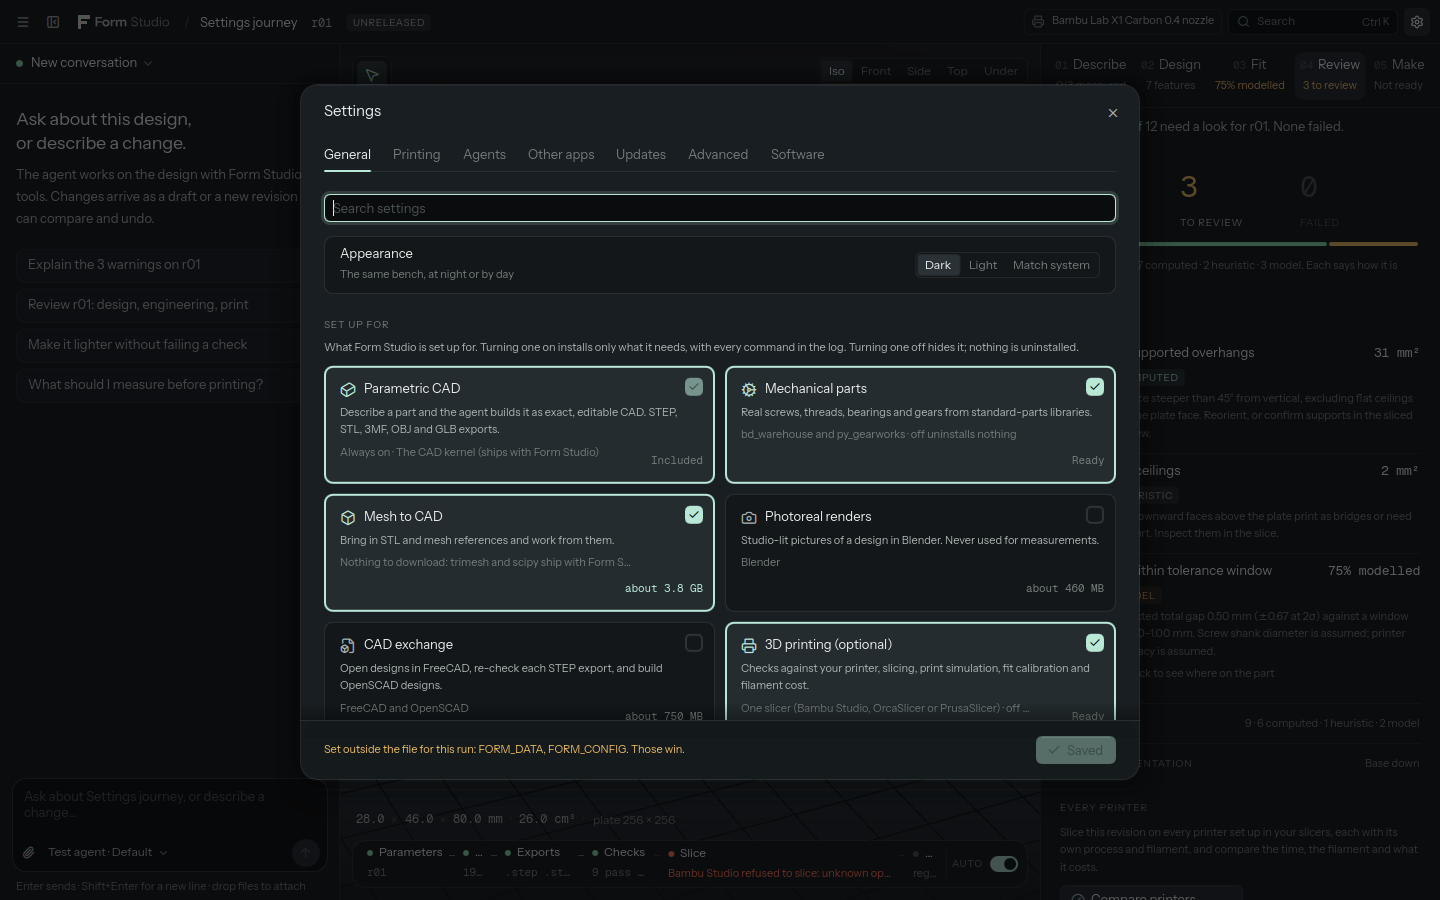 Form Studio / Settings journey r01 UNRELEASED
Bambu Lab X1 Carbon 0.4 nozzle
Search Ctrl K
New conversation
Iso Front Side Top Under
01 Describe 02 Design 03 Fit 04 Review 05 Make
7 features 75% modelled 3 to review Not ready
Ask about this design,
or describe a change.
The agent works on the design with Form Studio
tools. Changes arrive as a draft or a new revision
can compare and undo.
Explain the 3 warnings on r01
Review r01: design, engineering, print
Make it lighter without failing a check
What should I measure before printing?
Settings
General Printing Agents Other apps Updates Advanced Software
Search settings
Appearance
The same bench, at night or by day
Dark Light Match system
SET UP FOR
What Form Studio is set up for. Turning one on installs only what it needs, with every command in the log. Turning one off hides it; nothing is uninstalled.
Parametric CAD
Describe a part and the agent builds it as exact, editable CAD. STEP,
STL, 3MF, OBJ and GLB exports.
Always on · The CAD kernel (ships with Form Studio)
Included
Mechanical parts
Real screws, threads, bearings and gears from standard-parts libraries.
bd_warehouse and py_gearworks · off uninstalls nothing
Ready
Mesh to CAD
Bring in STL and mesh references and work from them.
Nothing to download: trimesh and scipy ship with Form S...
about 3.8 GB
Photoreal renders
Studio-lit pictures of a design in Blender. Never used for measurements.
Blender
about 460 MB
CAD exchange
Open designs in FreeCAD, re-check each STEP export, and build
OpenSCAD designs.
FreeCAD and OpenSCAD
about 750 MB
3D printing (optional)
Checks against your printer, slicing, print simulation, fit calibration and
filament cost.
One slicer (Bambu Studio, OrcaSlicer or PrusaSlicer) · off ...
Ready
Set outside the file for this run: FORM_DATA, FORM_CONFIG. Those win.
Saved
f 12 need a look for r01. None failed.
3 0
TO REVIEW FAILED
7 computed · 2 heuristic · 3 model. Each says how it is
pported overhangs 31 mm²
PUTED
ce steeper than 45° from vertical, excluding flat ceilings
he plate face. Reorient, or confirm supports in the sliced
ew.
ceilings 2 mm²
RISTIC
ownward faces above the plate print as bridges or need
rt. Inspect them in the slice.
ithin tolerance window 75% modelled
DEL
cted total gap 0.50 mm (±0.67 at 2σ) against a window
0–1.00 mm. Screw shank diameter is assumed; printer
acy is assumed.
ck to see where on the part
9 · 6 computed · 1 heuristic · 2 model
ENTATION Base down
EVERY PRINTER
Slice this revision on every printer set up in your slicers, each with its
own process and filament, and compare the time, the filament and what
it costs.
Compare printers
Ask about Settings journey, or describe a
change...
Test agent · Default
Enter sends · Shift+Enter for a new line · drop files to attach
28.0 × 46.0 × 80.0 mm · 26.0 cm³ · plate 256 × 256
Parameters ... ... ... Exports ... Checks ... Slice ... ...
r01 19... .step .st... 9 pass ... Bambu Studio refused to slice: unknown op... reg...
AUTO